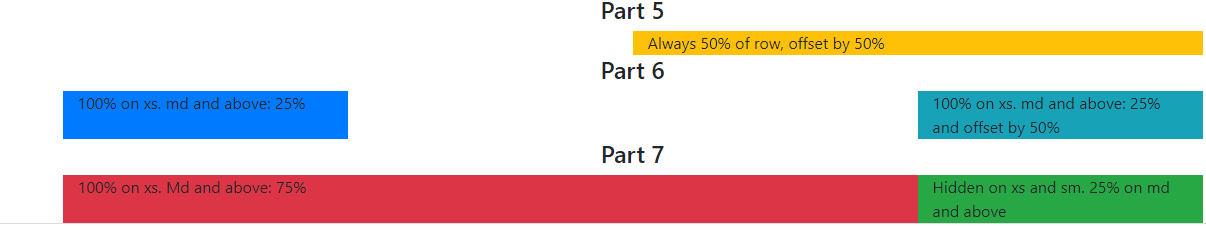 Part 5
Always 50% of row, offset by 50%
Part 6
100% on xs. md and above: 25%
100% on xs. md and above: 25%
and offset by 50%
Part 7
100% on xs. Md and above: 75%
Hidden on xs and sm. 25% on md
and above